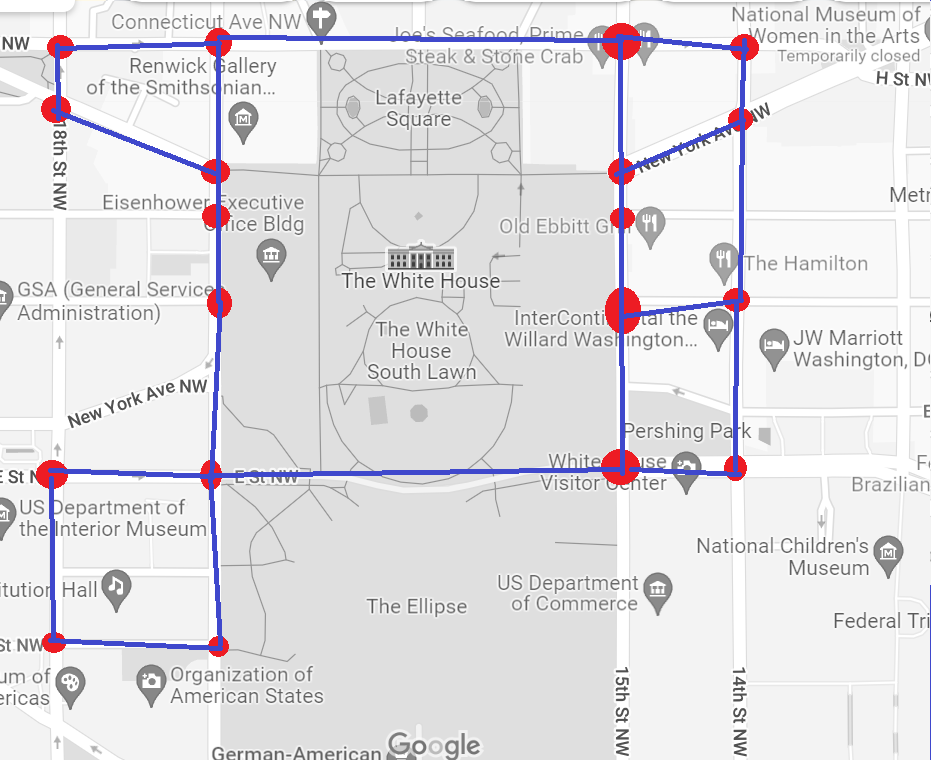 Connecticut Ave NW
NW
Joe's Seafood, Prime
Steak & Stone Crab
National Museum of
Women in the Arts
Temporarily closed
H St NW
Renwick Gallery
of the Smithsonian...
Lafayette
Square
18th St NW
New York Ave NW
Eisenhower Executive
Office Bldg
Old Ebbitt Grill
Metr
The White House
The Hamilton
GSA (General Service
Administration)
InterContinental the
Willard Washington...
The White
House
South Lawn
JW Marriott
Washington, DC
New York Ave NW
Pershing Park
E
E St NW
E St NW
White House
Visitor Center
Fe
Brazilian
US Department of
the Interior Museum
National Children's
Museum
itution Hall
US Department
of Commerce
The Ellipse
Federal Tri
St NW
um of
ericas
Organization of
American States
15th St NW
14th St NW
German-American
Google